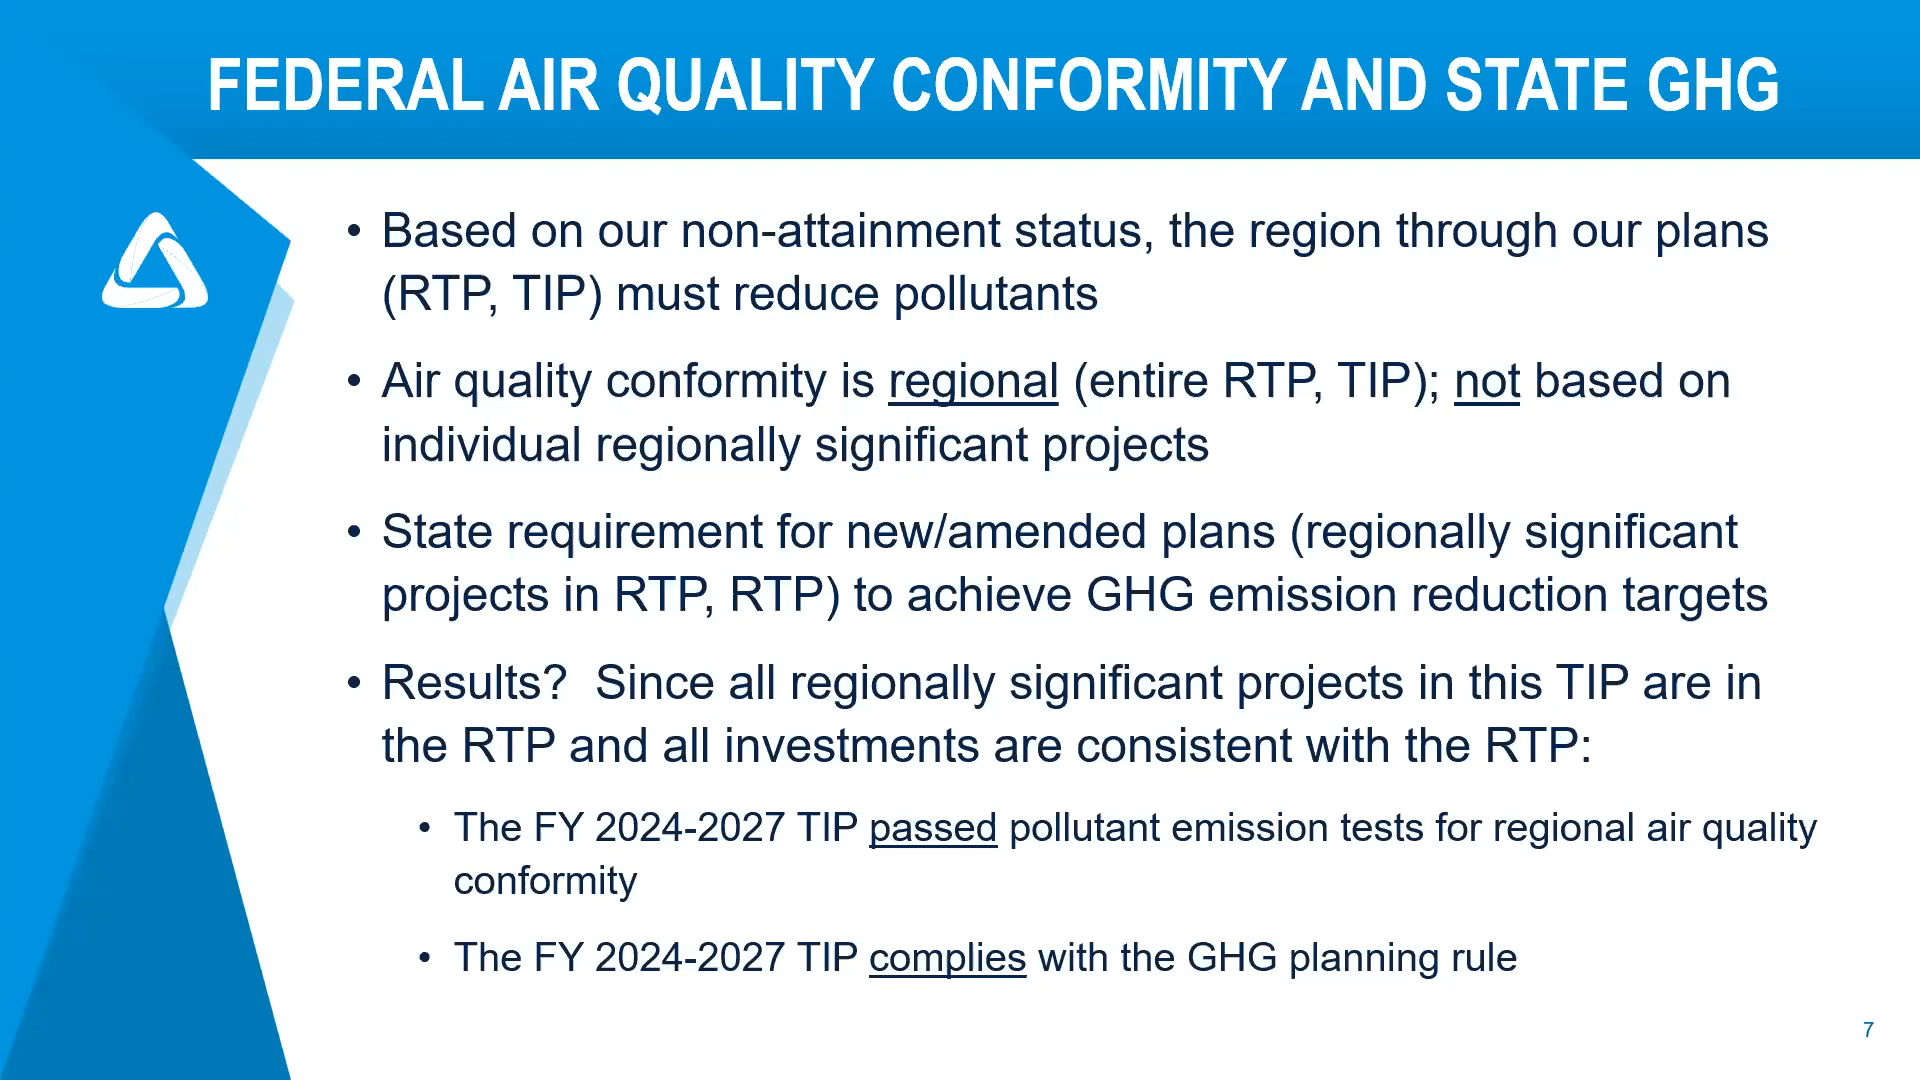 FEDERAL AIR QUALITY CONFORMITY AND STATE GHG
• Based on our non-attainment status, the region through our plans
(RTP, TIP) must reduce pollutants
• Air quality conformity is regional (entire RTP, TIP); not based on
individual regionally significant projects
• State requirement for new/amended plans (regionally significant
projects in RTP, RTP) to achieve GHG emission reduction targets
• Results?  Since all regionally significant projects in this TIP are in
the RTP and all investments are consistent with the RTP:
• The FY 2024-2027 TIP passed pollutant emission tests for regional air quality
conformity
• The FY 2024-2027 TIP complies with the GHG planning rule
7